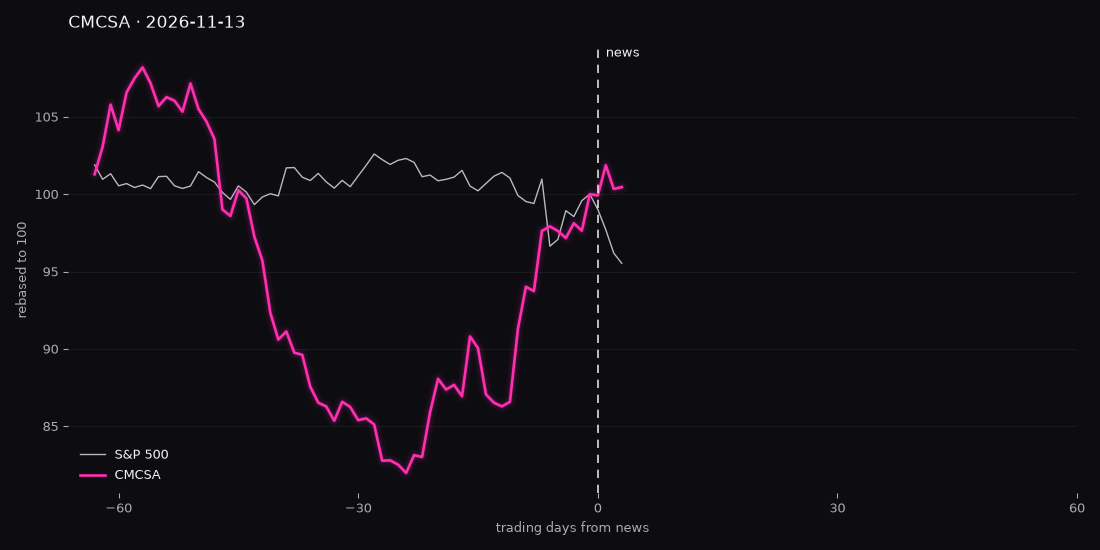 CMCSA · 2026-11-13
news
105
100
95
90
85
rebased to 100
S&P 500
CMCSA
−60
−30
0
30
60
trading days from news